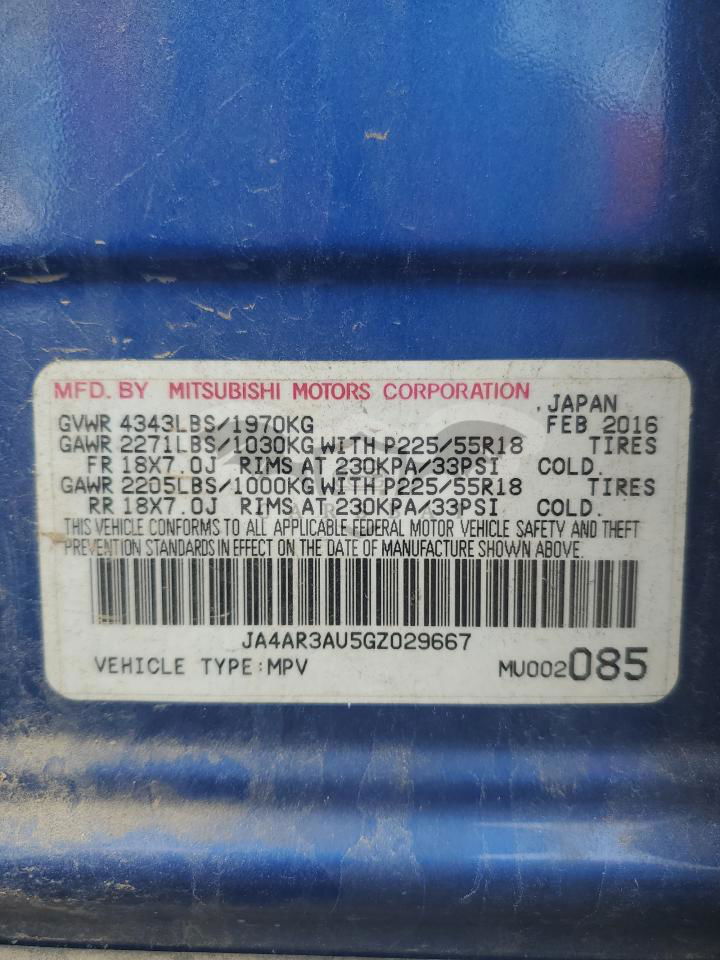 MFD. BY MITSUBISHI MOTORS CORPORATION
JAPAN
GVWR 4343LBS/1970KG FEB 2016
GAWR 2271LBS/1030KG WITH P225/55R18 TIRES
FR 18X7.0J RIMS AT 230KPA/33PSI COLD.
GAWR 2205LBS/1000KG WITH P225/55R18 TIRES
RR 18X7.0J RIMS AT 230KPA/33PSI COLD.
THIS VEHICLE CONFORMS TO ALL APPLICABLE FEDERAL MOTOR VEHICLE SAFETY AND THEFT
PREVENTION STANDARDS IN EFFECT ON THE DATE OF MANUFACTURE SHOWN ABOVE.
JA4AR3AU5GZ029667
VEHICLE TYPE:MPV MU002085